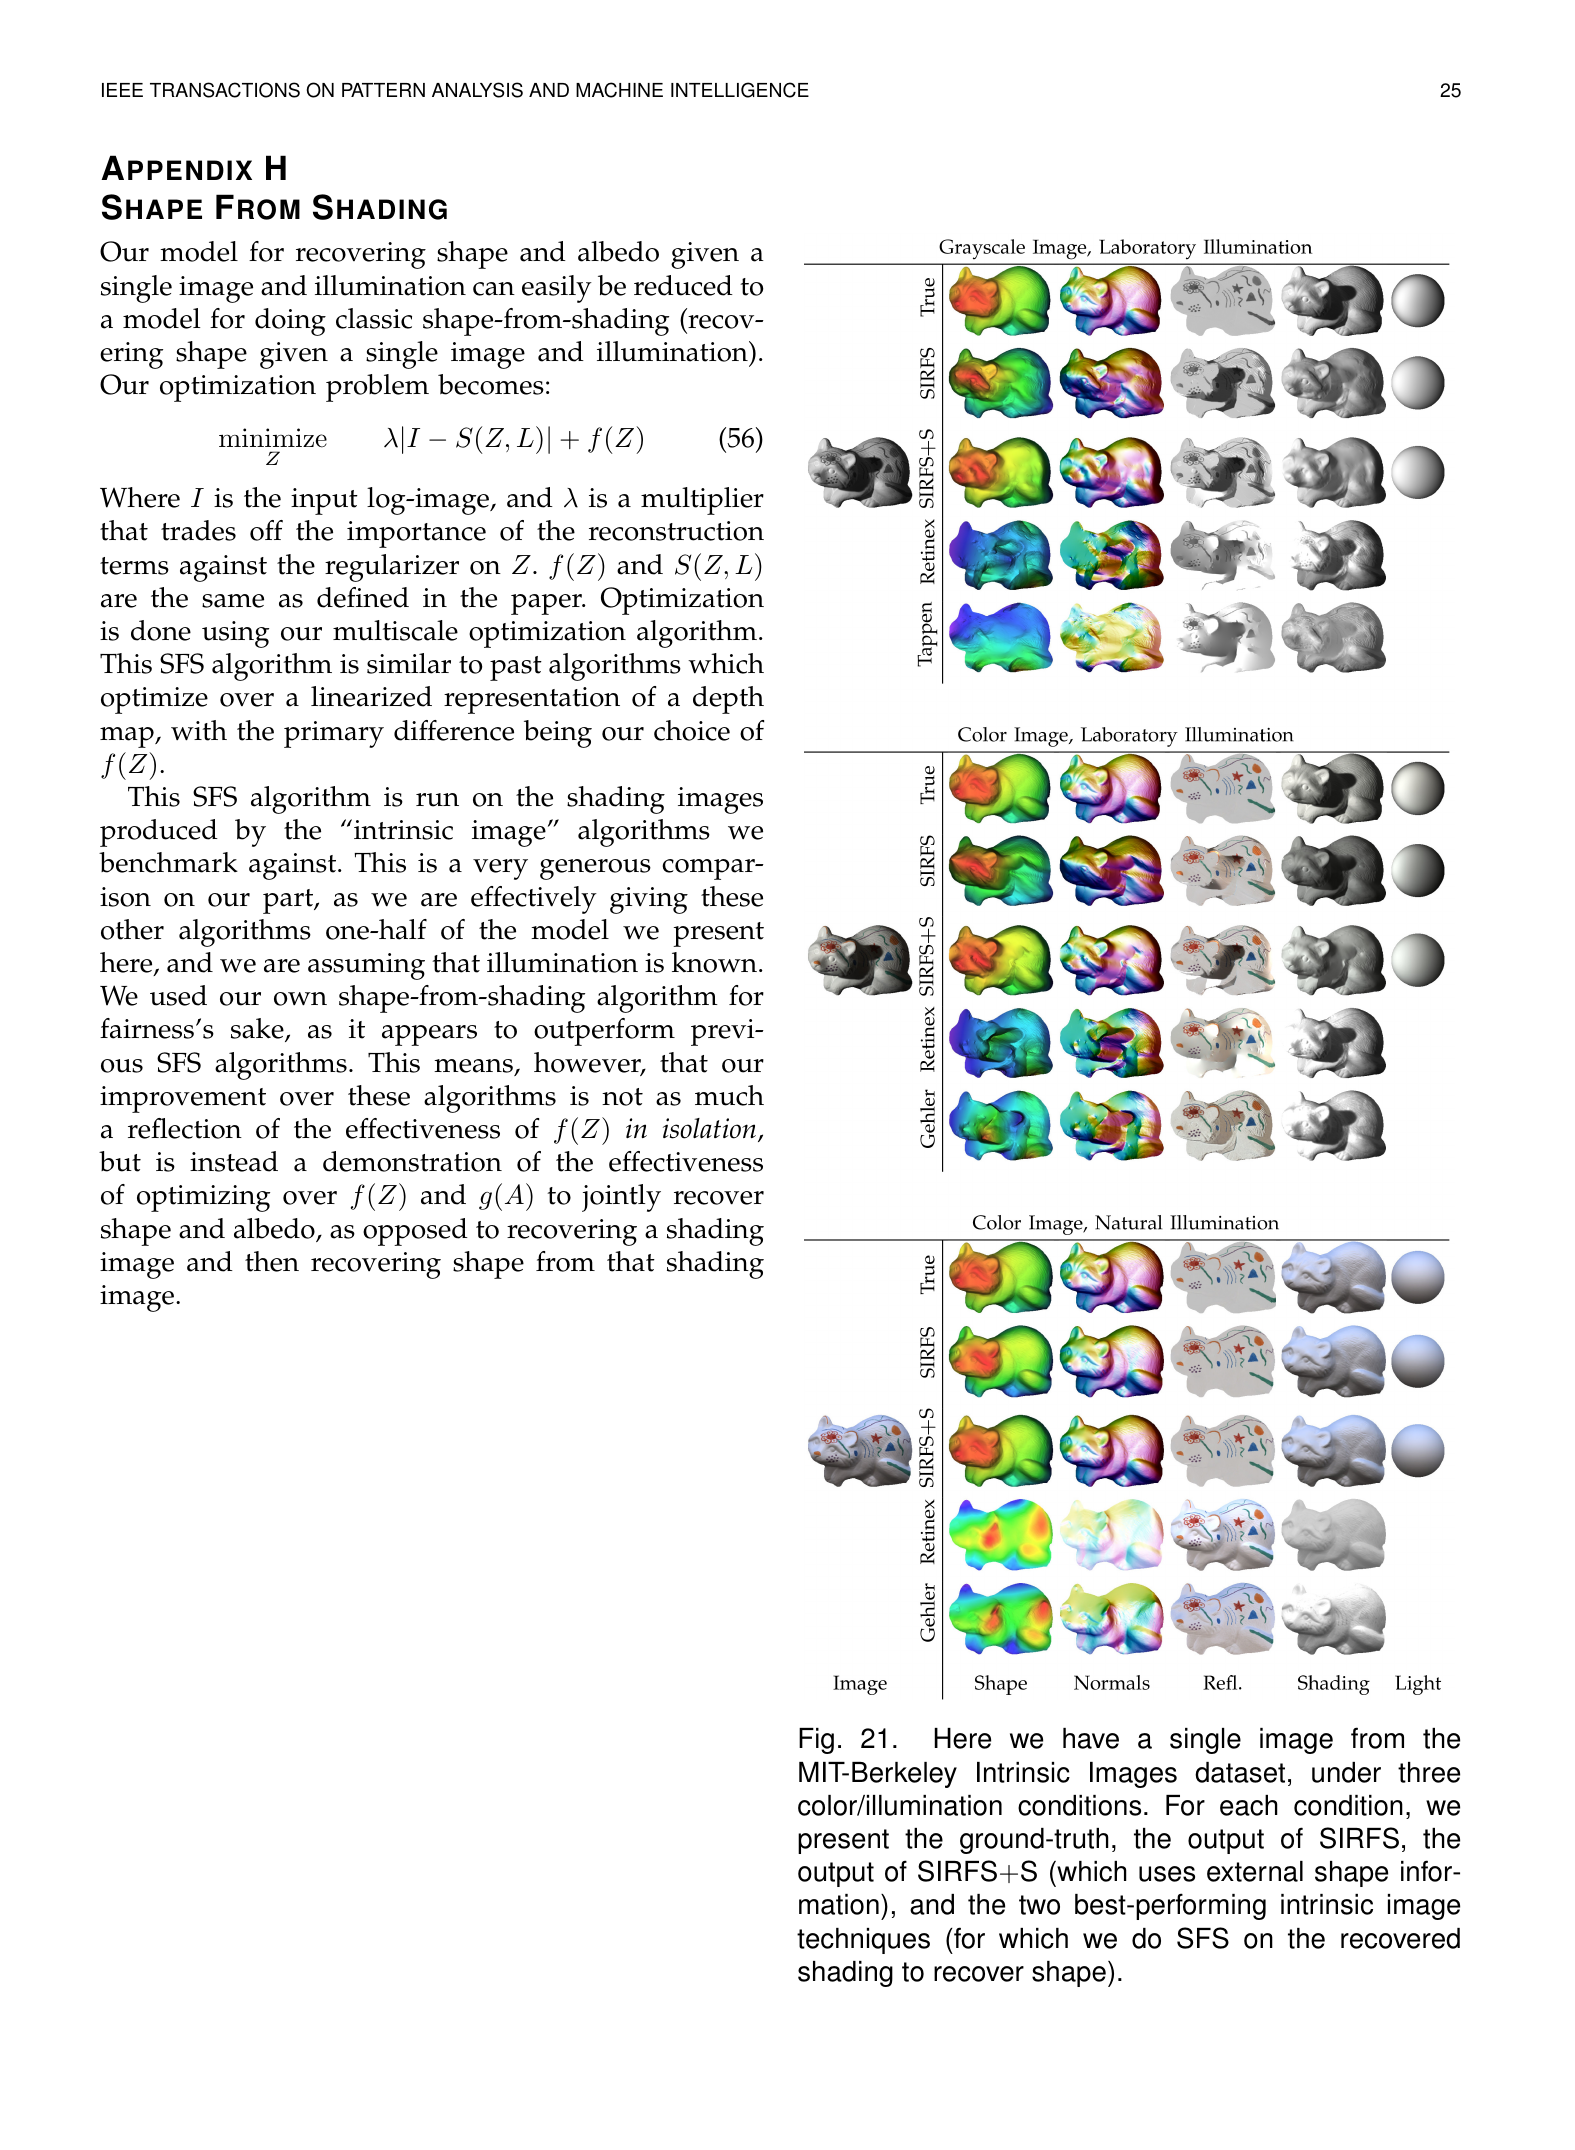 IEEE TRANSACTIONS ON PATTERN ANALYSIS AND MACHINE INTELLIGENCE 25
APPENDIX H
SHAPE FROM SHADING
Our model for recovering shape and albedo given a
single image and illumination can easily be reduced to
a model for doing classic shape-from-shading (recov-
ering shape given a single image and illumination).
Our optimization problem becomes:
minimize λ|I − S(Z, L)| + f(Z) (56)
Z
Where I is the input log-image, and λ is a multiplier
that trades off the importance of the reconstruction
terms against the regularizer on Z. f(Z) and S(Z, L)
are the same as defined in the paper. Optimization
is done using our multiscale optimization algorithm.
This SFS algorithm is similar to past algorithms which
optimize over a linearized representation of a depth
map, with the primary difference being our choice of
f(Z).
This SFS algorithm is run on the shading images
produced by the “intrinsic image” algorithms we
benchmark against. This is a very generous compar-
ison on our part, as we are effectively giving these
other algorithms one-half of the model we present
here, and we are assuming that illumination is known.
We used our own shape-from-shading algorithm for
fairness’s sake, as it appears to outperform previ-
ous SFS algorithms. This means, however, that our
improvement over these algorithms is not as much
a reflection of the effectiveness of f(Z) in isolation,
but is instead a demonstration of the effectiveness
of optimizing over f(Z) and g(A) to jointly recover
shape and albedo, as opposed to recovering a shading
image and then recovering shape from that shading
image.
Grayscale Image, Laboratory Illumination
True
SIRFS
SIRFS+S
Retinex
Tappen
Color Image, Laboratory Illumination
True
SIRFS
SIRFS+S
Retinex
Gehler
Color Image, Natural Illumination
True
SIRFS
SIRFS+S
Retinex
Gehler
Image Shape Normals Refl. Shading Light
Fig. 21. Here we have a single image from the
MIT-Berkeley Intrinsic Images dataset, under three
color/illumination conditions. For each condition, we
present the ground-truth, the output of SIRFS, the
output of SIRFS+S (which uses external shape infor-
mation), and the two best-performing intrinsic image
techniques (for which we do SFS on the recovered
shading to recover shape).